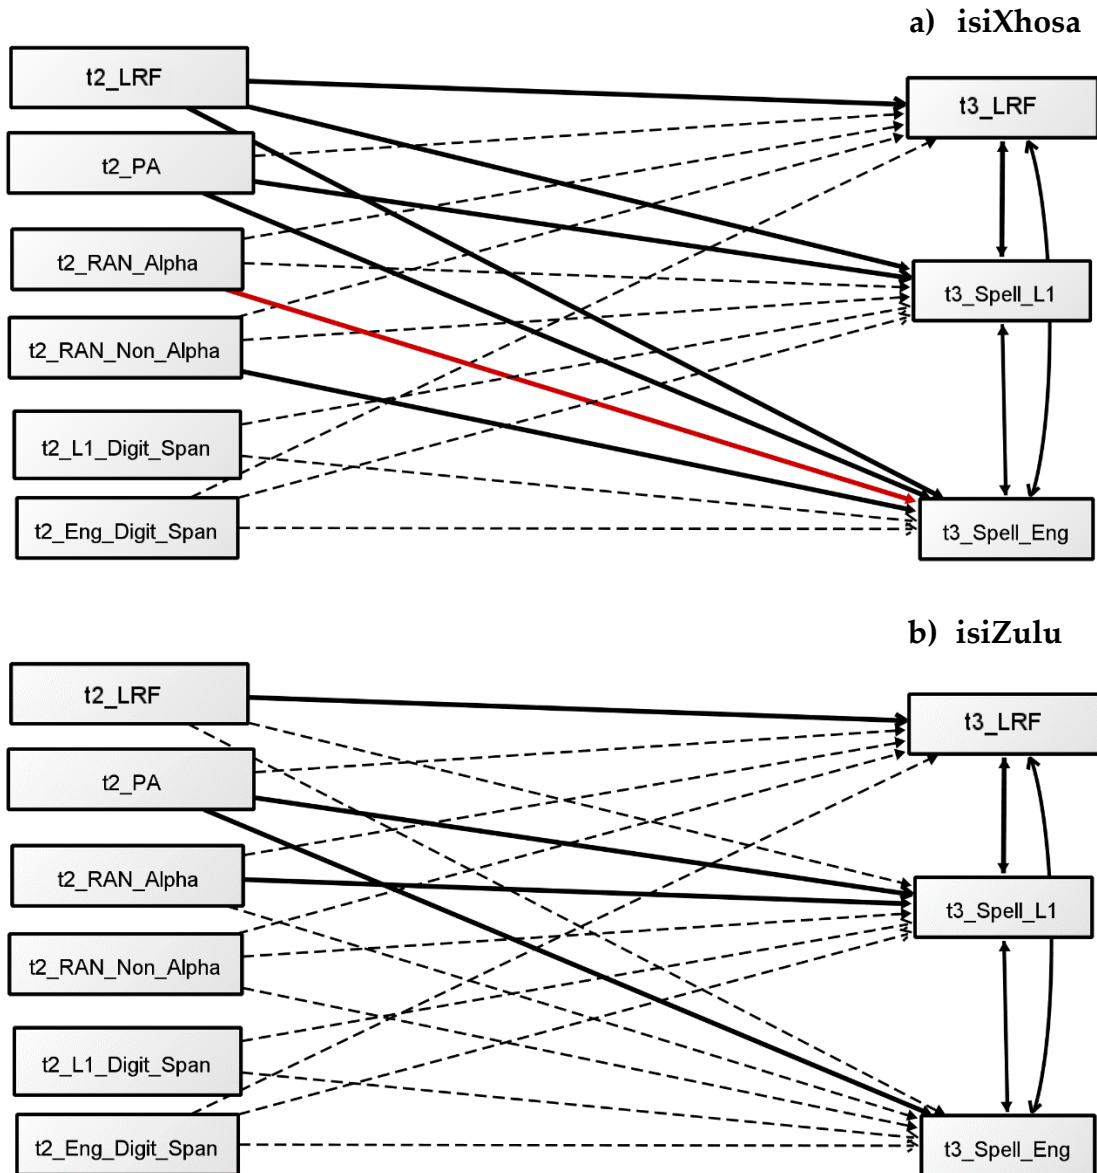 a) isiXhosa
t2_LRF
t3_LRF
t2_PA
t2_RAN_Alpha
t3_Spell_L1
t2_RAN_Non_Alpha
t2_L1_Digit_Span
t2_Eng_Digit_Span
t3_Spell_Eng
b) isiZulu
t2_LRF
t3_LRF
t2_PA
t2_RAN_Alpha
t3_Spell_L1
t2_RAN_Non_Alpha
t2_L1_Digit_Span
t2_Eng_Digit_Span
t3_Spell_Eng